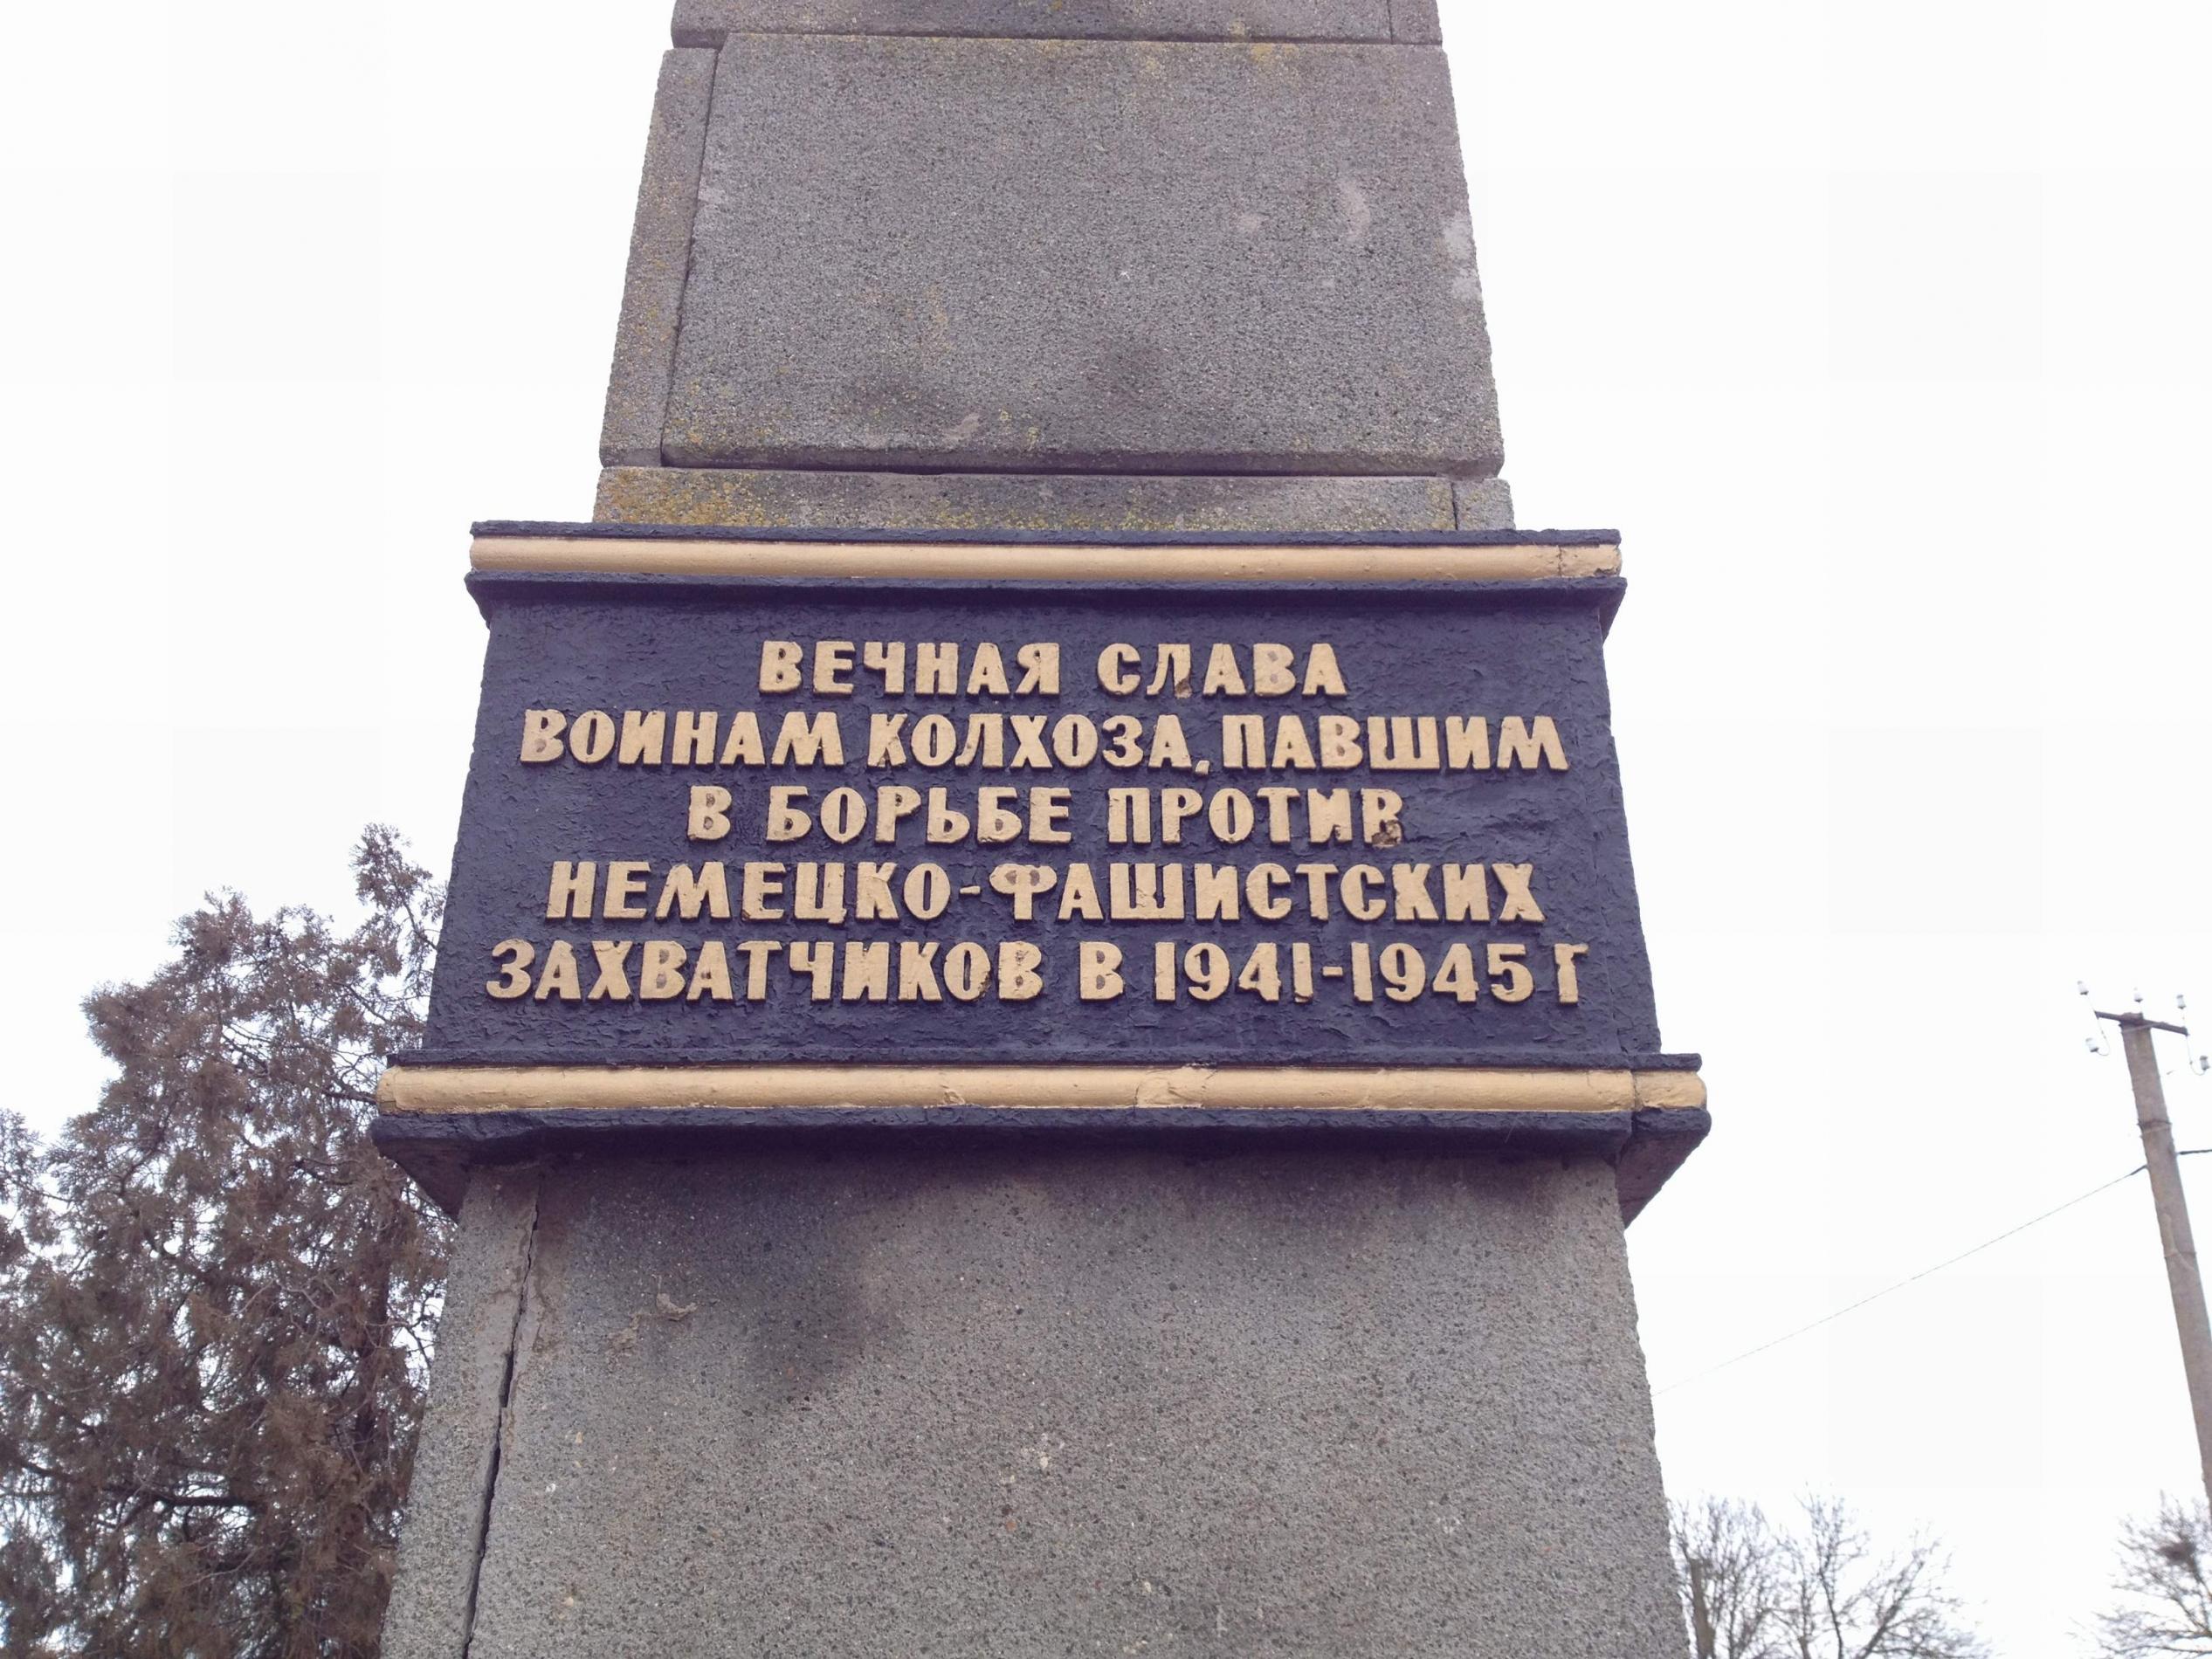 ВЕЧНАЯ СЛАВА
ВОИНАМ КОЛХОЗА, ПАВШИМ
В БОРЬБЕ ПРОТИВ
НЕМЕЦКО-ФАШИСТСКИХ
ЗАХВАТЧИКОВ В 1941-1945 Г